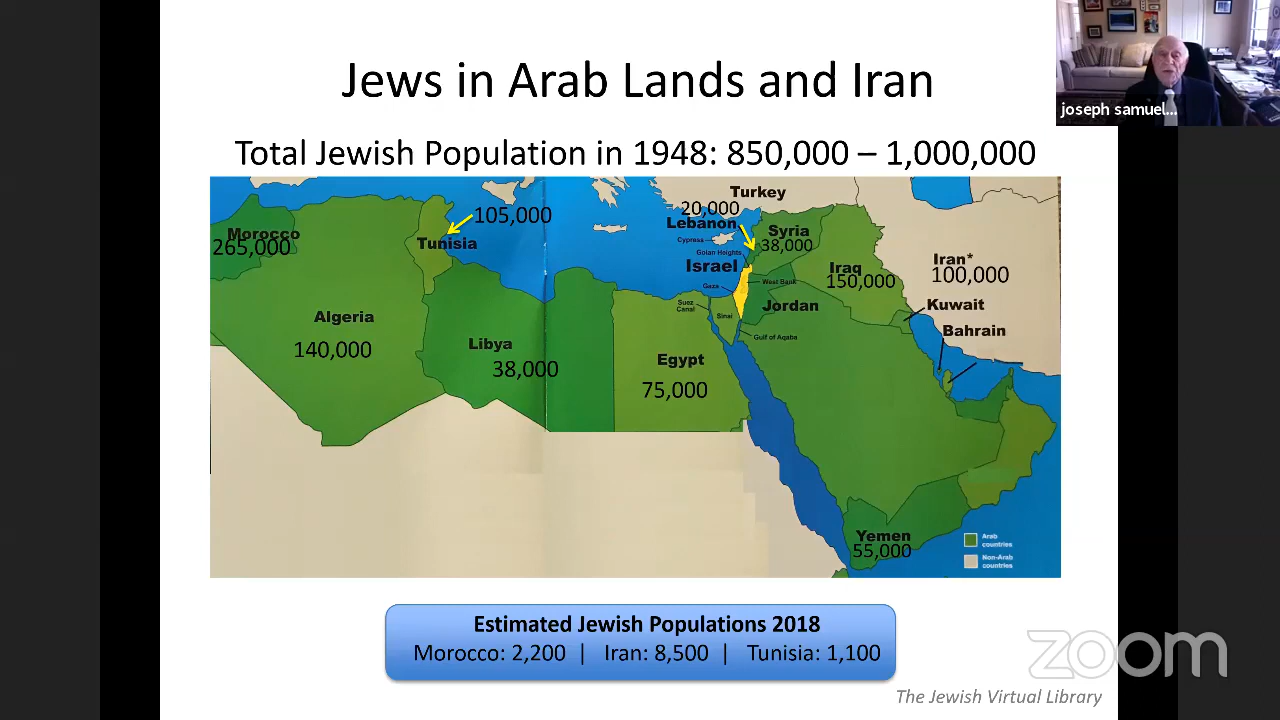 Jews in Arab Lands and Iran
joseph samuel...
Total Jewish Population in 1948: 850,000 – 1,000,000
Turkey
20,000
Lebanon
105,000
Morocco
265,000
Tunisia
Syria
38,000
Cypress
Golan Heights
Israel
Iraq
150,000
Iran*
100,000
West Bank
Gaza
Suez
Canal
Sinai
Jordan
Kuwait
Bahrain
Gulf of Aqaba
Algeria
140,000
Libya
38,000
Egypt
75,000
Yemen
55,000
Arab
countries
Non-Arab
countries
Estimated Jewish Populations 2018
Morocco: 2,200 | Iran: 8,500 | Tunisia: 1,100
zoom
The Jewish Virtual Library